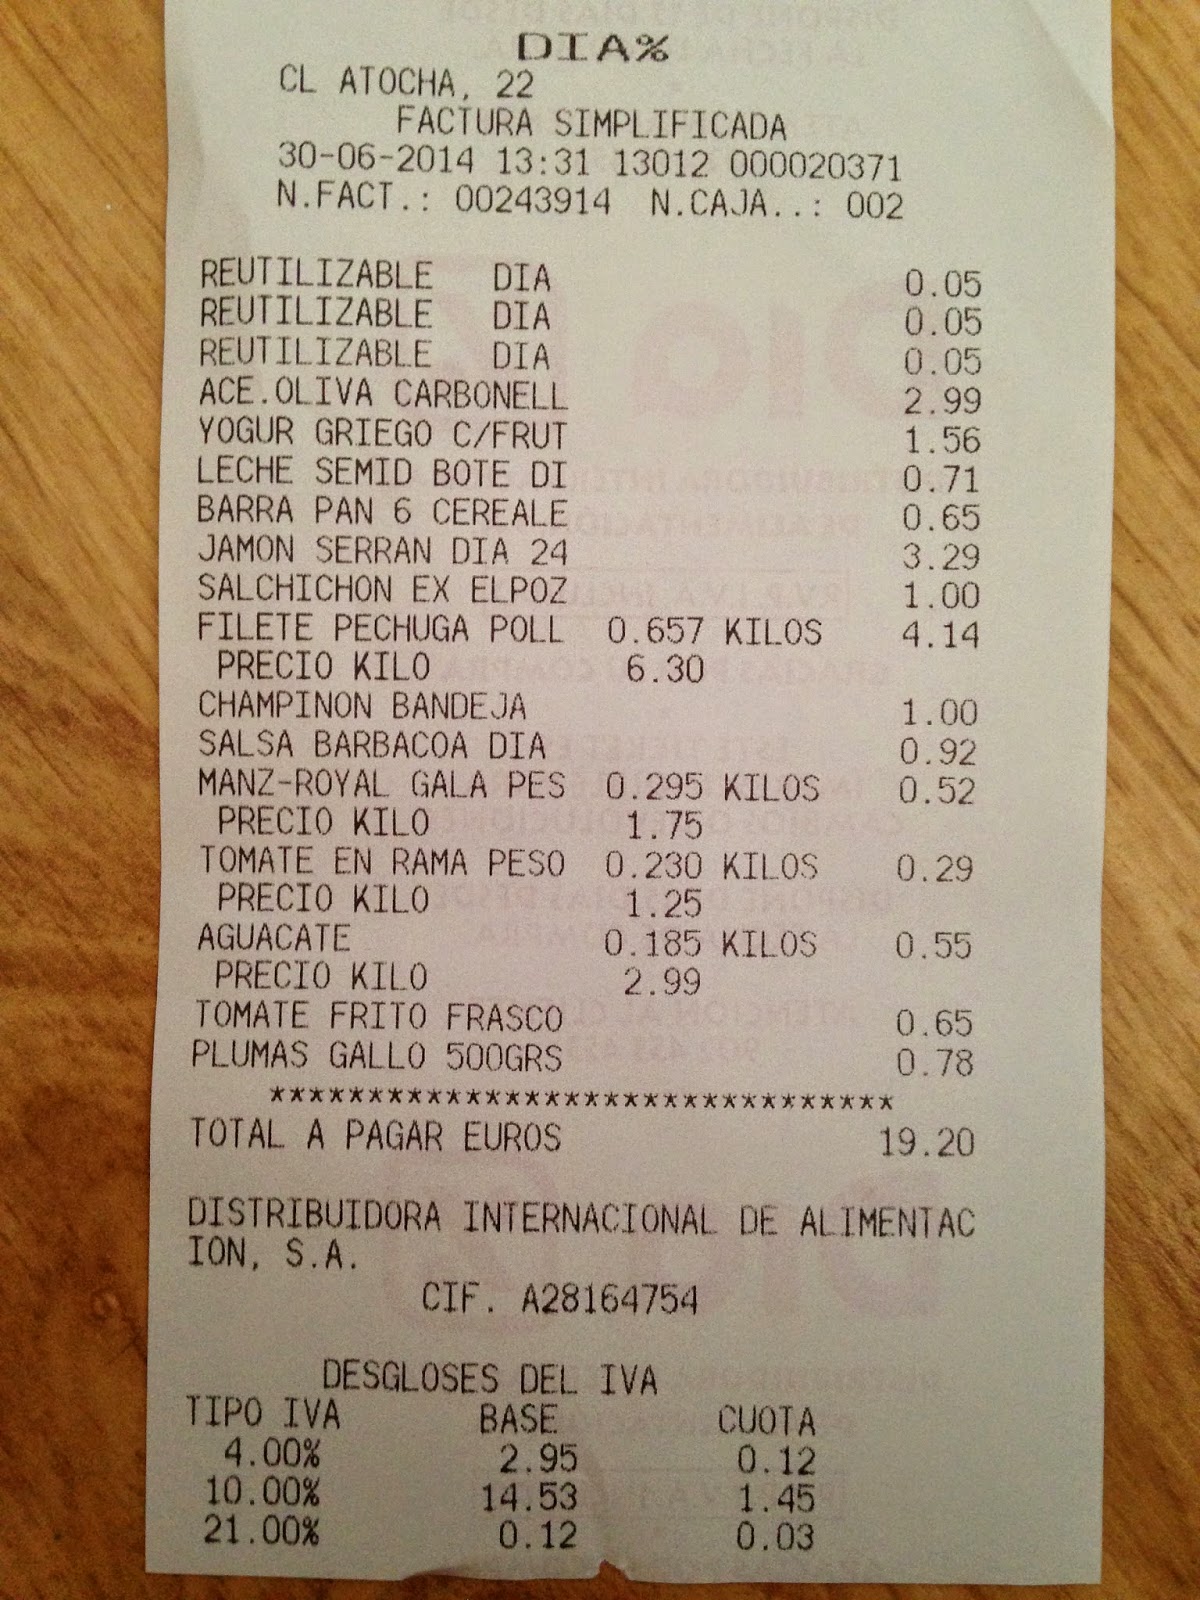 DIA%
CL ATOCHA, 22
FACTURA SIMPLIFICADA
30-06-2014 13:31 13012 000020371
N.FACT.: 00243914 N.CAJA..: 002
REUTILIZABLE DIA 0.05
REUTILIZABLE DIA 0.05
REUTILIZABLE DIA 0.05
ACE.OLIVA CARBONELL 2.99
YOGUR GRIEGO C/FRUT 1.56
LECHE SEMID BOTE DI 0.71
BARRA PAN 6 CEREALE 0.65
JAMON SERRAN DIA 24 3.29
SALCHICHON EX ELPOZ 1.00
FILETE PECHUGA POLL 0.657 KILOS 4.14
PRECIO KILO 6.30
CHAMPINON BANDEJA 1.00
SALSA BARBACOA DIA 0.92
MANZ-ROYAL GALA PES 0.295 KILOS 0.52
PRECIO KILO 1.75
TOMATE EN RAMA PESO 0.230 KILOS 0.29
PRECIO KILO 1.25
AGUACATE 0.185 KILOS 0.55
PRECIO KILO 2.99
TOMATE FRITO FRASCO 0.65
PLUMAS GALLO 500GRS 0.78
********************************
TOTAL A PAGAR EUROS 19.20
DISTRIBUIDORA INTERNACIONAL DE ALIMENTAC
ION, S.A.
CIF. A28164754
DESGLOSES DEL IVA
TIPO IVA BASE CUOTA
4.00% 2.95 0.12
10.00% 14.53 1.45
21.00% 0.12 0.03